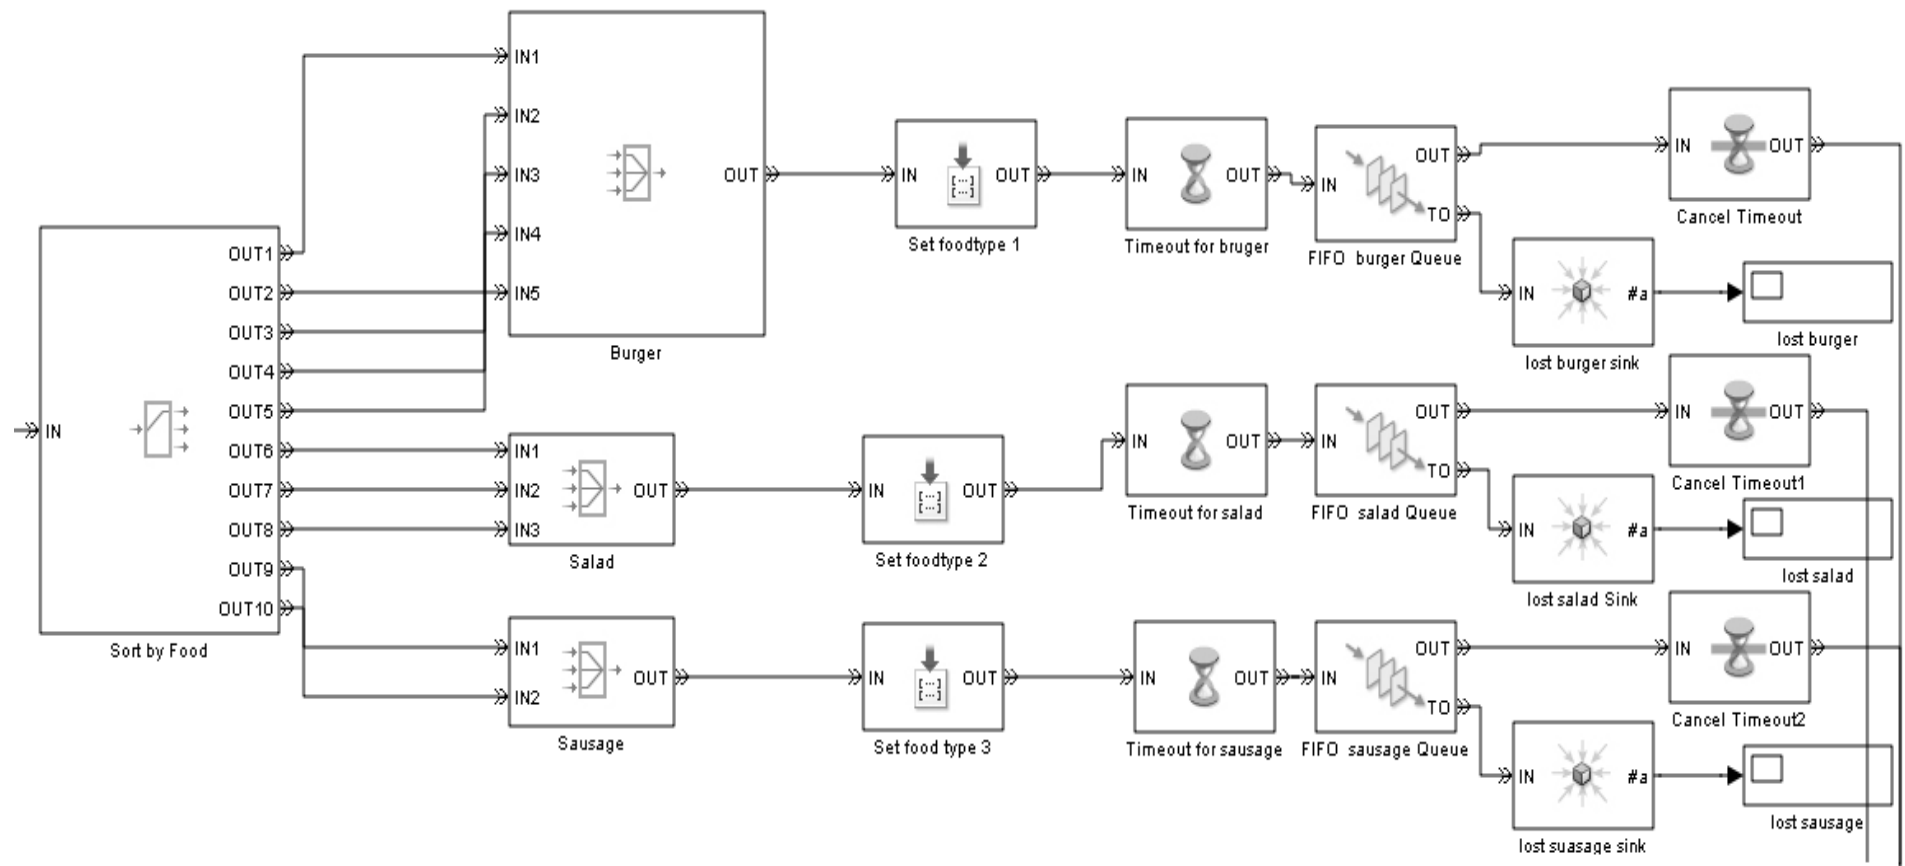 IN
OUT1
OUT2
OUT3
OUT4
OUT5
OUT6
OUT7
OUT8
OUT9
OUT10
Sort by Food
IN1
IN2
IN3
IN4
IN5
OUT
Burger
IN OUT
Set foodtype 1
IN OUT
Timeout for bruger
IN
OUT
TO
FIFO burger Queue
IN OUT
Cancel Timeout
IN #a
lost burger sink
lost burger
IN1
IN2
IN3
OUT
Salad
IN OUT
Set foodtype 2
IN OUT
Timeout for salad
IN
OUT
TO
FIFO salad Queue
IN OUT
Cancel Timeout1
IN #a
lost salad Sink
lost salad
IN1
IN2
OUT
Sausage
IN OUT
Set food type 3
IN OUT
Timeout for sausage
IN
OUT
TO
FIFO sausage Queue
IN OUT
Cancel Timeout2
IN #a
lost suasage sink
lost sausage